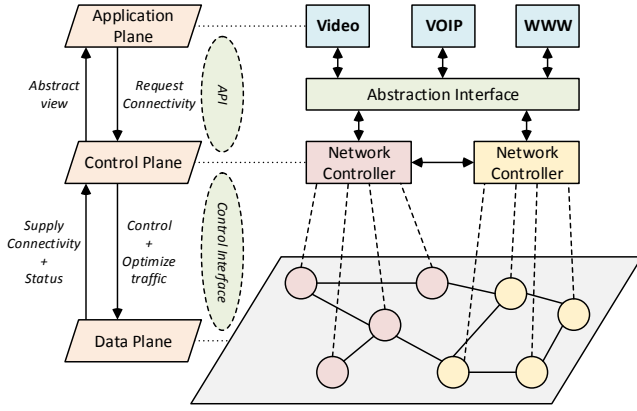 Application
Plane
Video
VOIP
WWW
Abstract
view
Request
Connectivity
API
Abstraction Interface
Control Plane
Network
Controller
Network
Controller
Supply
Connectivity
+
Status
Control
+
Optimize
traffic
Control Interface
Data Plane